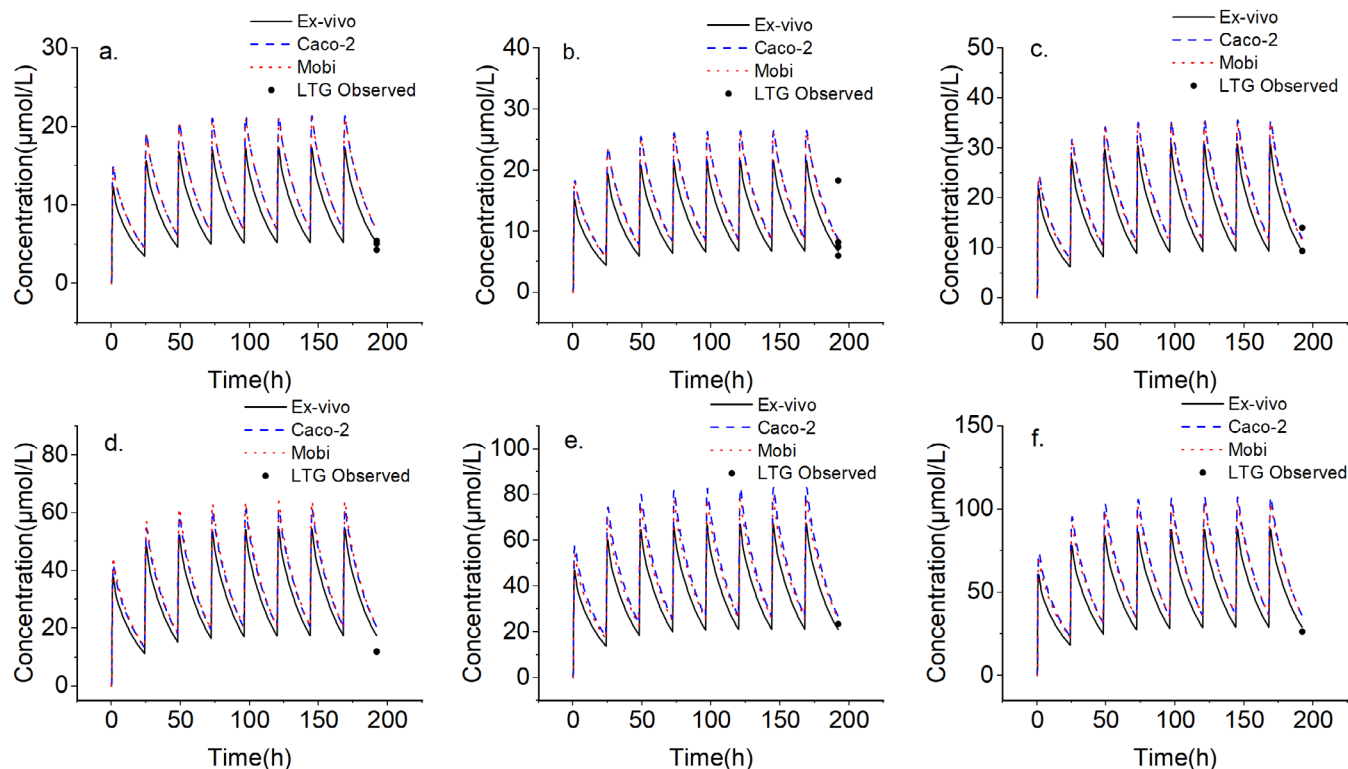 a.
Ex-vivo
Caco-2
Mobi
LTG Observed
30
20
10
0
Concentration(μmol/L)
0 50 100 150 200
Time(h)
b.
Ex-vivo
Caco-2
Mobi
LTG Observed
40
30
20
10
0
Concentration(μmol/L)
0 50 100 150 200
Time(h)
c.
Ex-vivo
Caco-2
Mobi
LTG Observed
50
40
30
20
10
0
Concentration(μmol/L)
0 50 100 150 200
Time(h)
d.
Ex-vivo
Caco-2
Mobi
LTG Observed
80
60
40
20
0
Concentration(μmol/L)
0 50 100 150 200
Time(h)
e.
Ex-vivo
Caco-2
Mobi
LTG Observed
100
80
60
40
20
0
Concentration(μmol/L)
0 50 100 150 200
Time(h)
f.
Ex-vivo
Caco-2
Mobi
LTG Observed
150
100
50
0
Concentration(μmol/L)
0 50 100 150 200
Time(h)